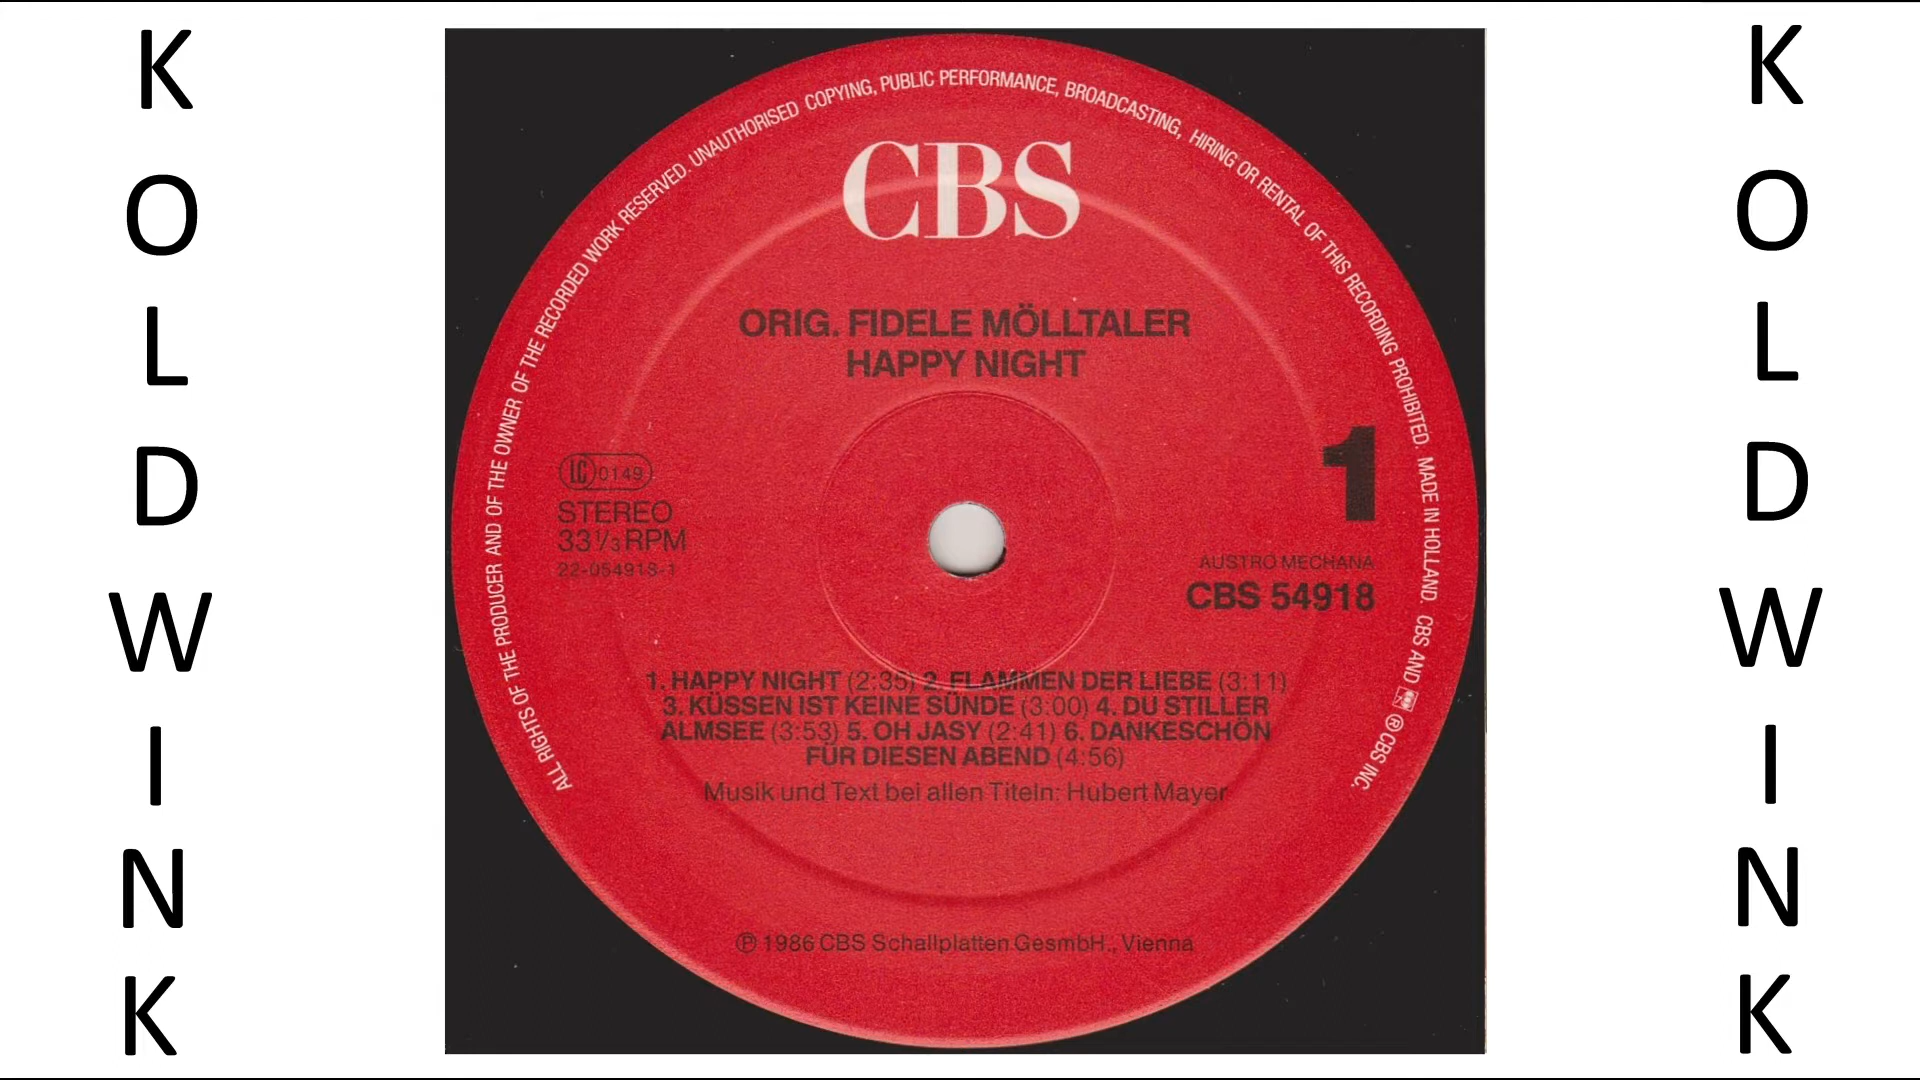 KOLDWINK
ALL RIGHTS OF THE PRODUCER AND OF THE OWNER OF THE RECORDED WORK RESERVED. UNAUTHORISED COPYING, PUBLIC PERFORMANCE, BROADCASTING, HIRING OR RENTAL OF THIS RECORDING PROHIBITED. MADE IN HOLLAND. CBS AND ® CBS INC.
CBS
ORIG. FIDELE MÖLLTALER
HAPPY NIGHT
1
LC 0149
STEREO
33 1/3 RPM
22-054918-1
AUSTRO MECHANA
CBS 54918
1. HAPPY NIGHT (2:35) 2. FLAMMEN DER LIEBE (3:11)
3. KÜSSEN IST KEINE SÜNDE (3:00) 4. DU STILLER
ALMSEE (3:53) 5. OH JASY (2:41) 6. DANKESCHÖN
FÜR DIESEN ABEND (4:56)
Musik und Text bei allen Titeln: Hubert Mayer
℗ 1986 CBS Schallplatten GesmbH., Vienna
KOLDWINK